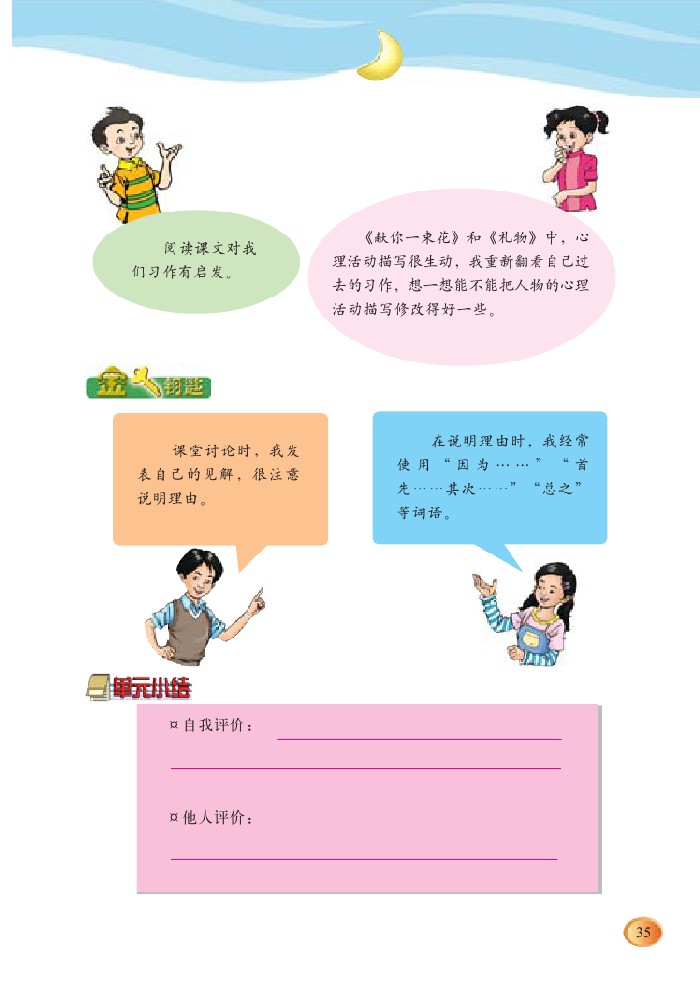 阅读课文对我
们习作有启发。
《献你一束花》和《礼物》中，心
理活动描写很生动，我重新翻看自己过
去的习作，想一想能不能把人物的心理
活动描写修改得好一些。
金钥匙
课堂讨论时，我发
表自己的见解，很注意
说明理由。
在说明理由时，我经常
使用“因为……”“首
先……其次……”“总之”
等词语。
单元小结
¤自我评价：
¤他人评价：
35